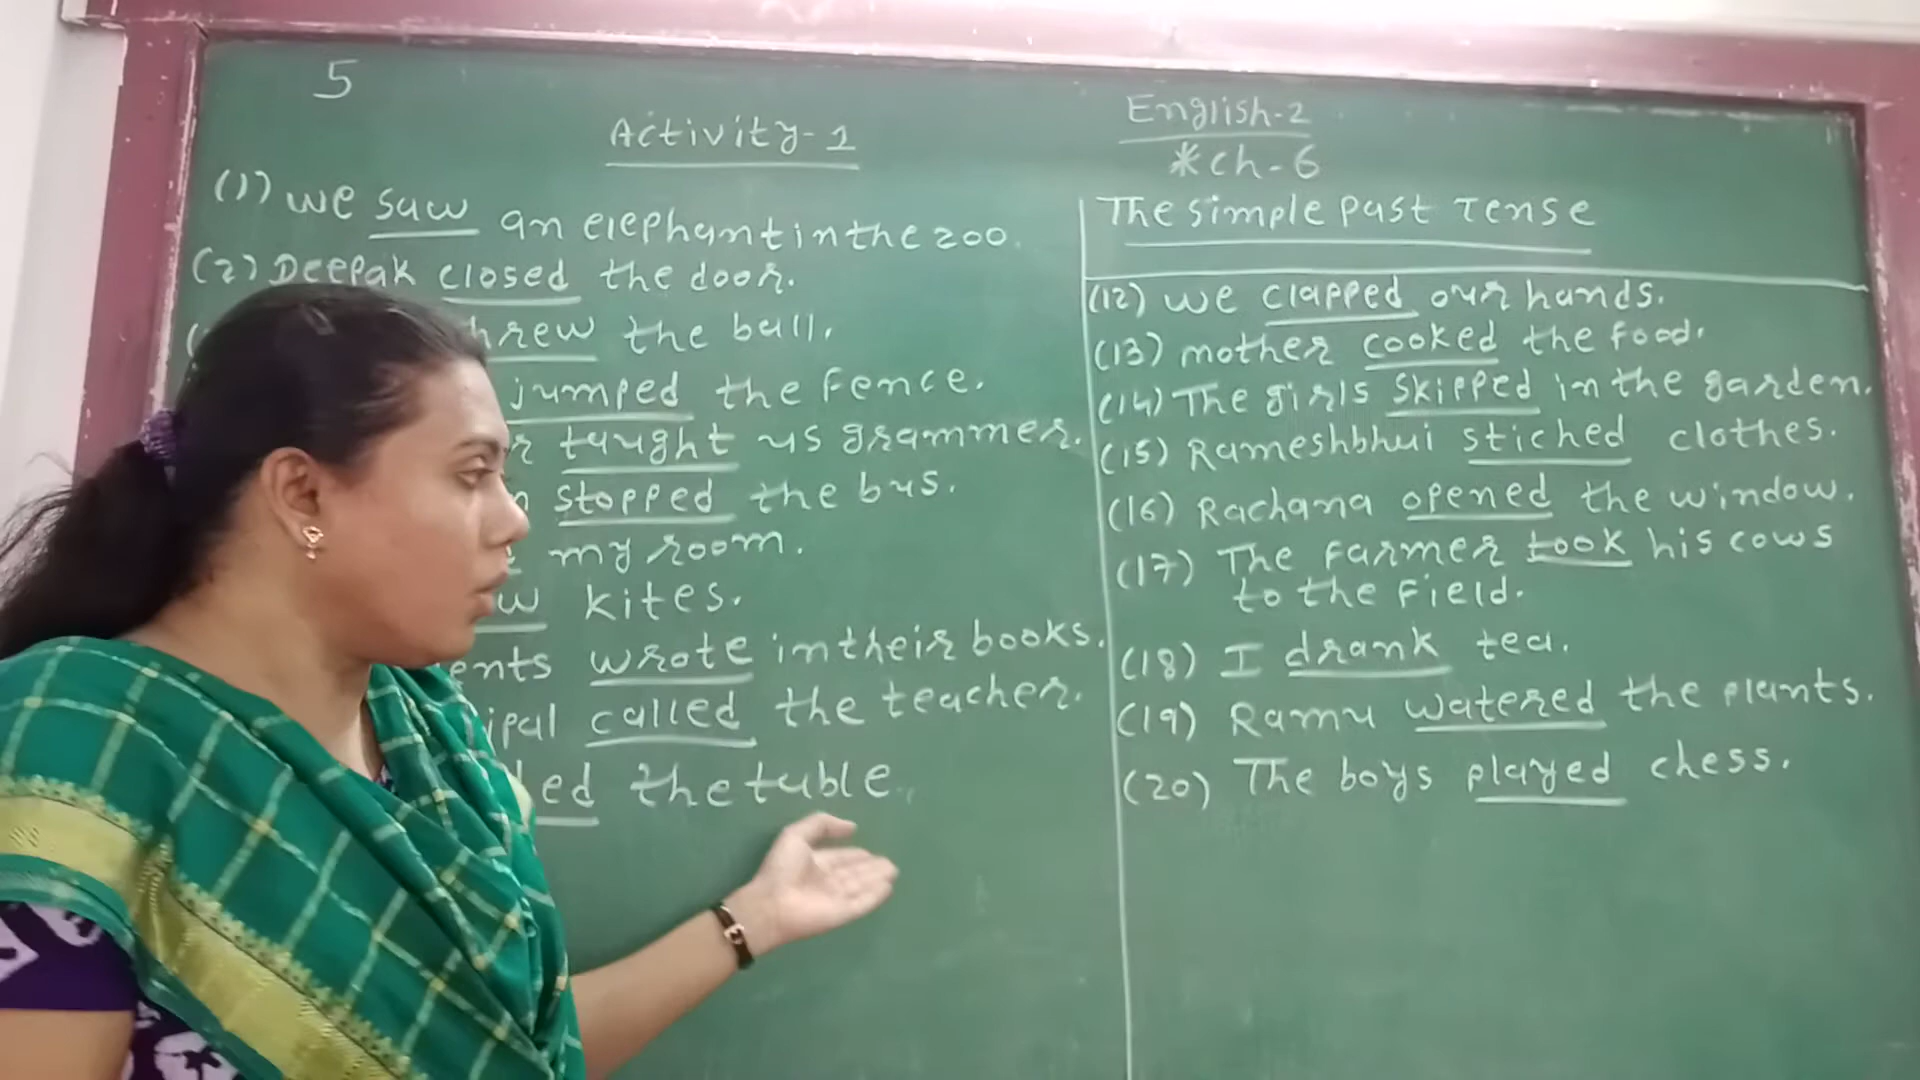 5
Activity-1
(1) we saw an elephant in the zoo.
(2) Deepak closed the door.
the ball.
jumped the Fence.
taught us grammer.
stopped the bus.
my room.
kites.
wrote in their books.
called the teacher.
the table.
English-2
*ch-6
The simple past Tense
(12) we clapped our hands.
(13) mother cooked the food.
(14) The girls skipped in the garden.
(15) Rameshbhai stiched clothes.
(16) Rachana opened the window.
(17) The Farmer took his cows
to the Field.
(18) I drank tea.
(19) Ramu watered the plants.
(20) The boys played chess.